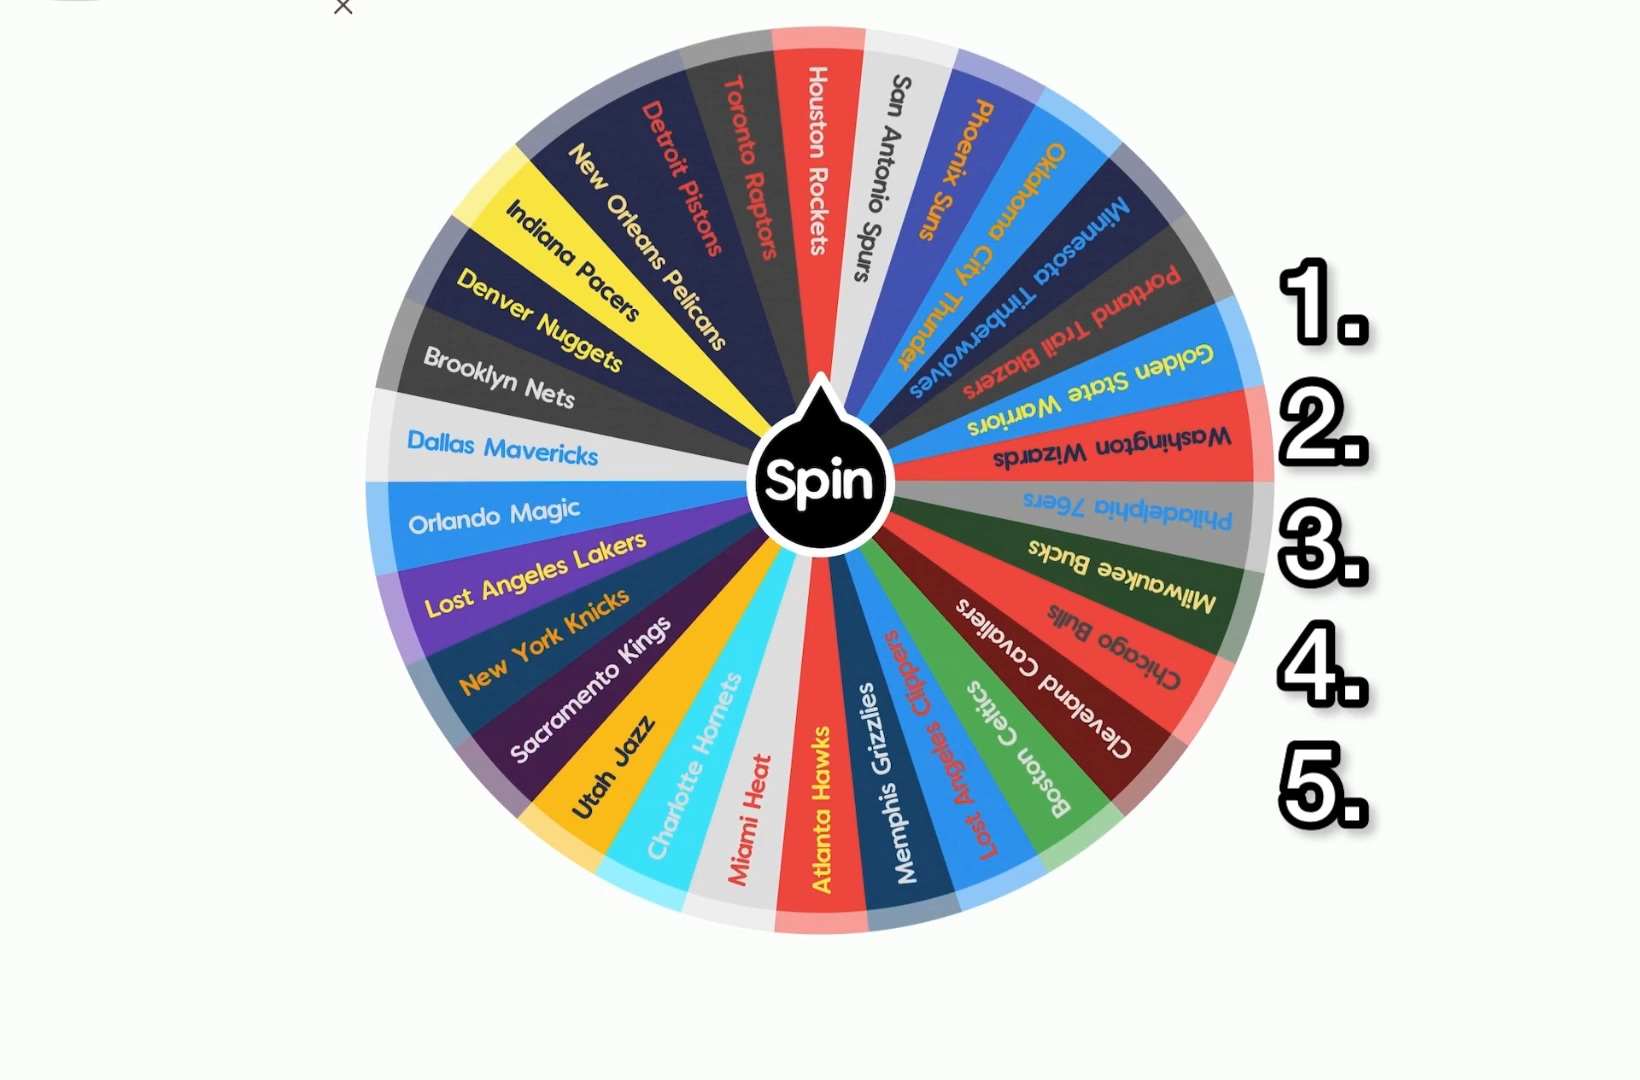 Houston Rockets
San Antonio Spurs
Phoenix Suns
Oklahoma City Thunder
Minnesota Timberwolves
Portland Trail Blazers
Golden State Warriors
Washington Wizards
Philadelphia 76ers
Milwaukee Bucks
Chicago Bulls
Cleveland Cavaliers
Boston Celtics
Lost Angeles Clippers
Memphis Grizzlies
Atlanta Hawks
Miami Heat
Charlotte Hornets
Utah Jazz
Sacramento Kings
New York Knicks
Lost Angeles Lakers
Orlando Magic
Dallas Mavericks
Brooklyn Nets
Denver Nuggets
Indiana Pacers
New Orleans Pelicans
Detroit Pistons
Toronto Raptors
Spin
1.
2.
3.
4.
5.